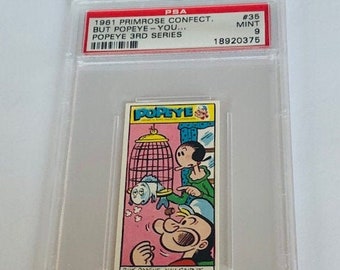 PSA
1961 PRIMROSE CONFECT. #35
BUT POPEYE - YOU... MINT
POPEYE 3RD SERIES 9
18920375
POPEYE